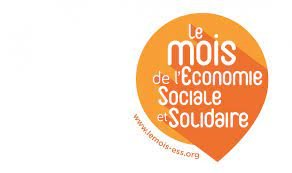 Le
mois
de l'Economie
Sociale
et Solidaire
www.lemois-ess.org